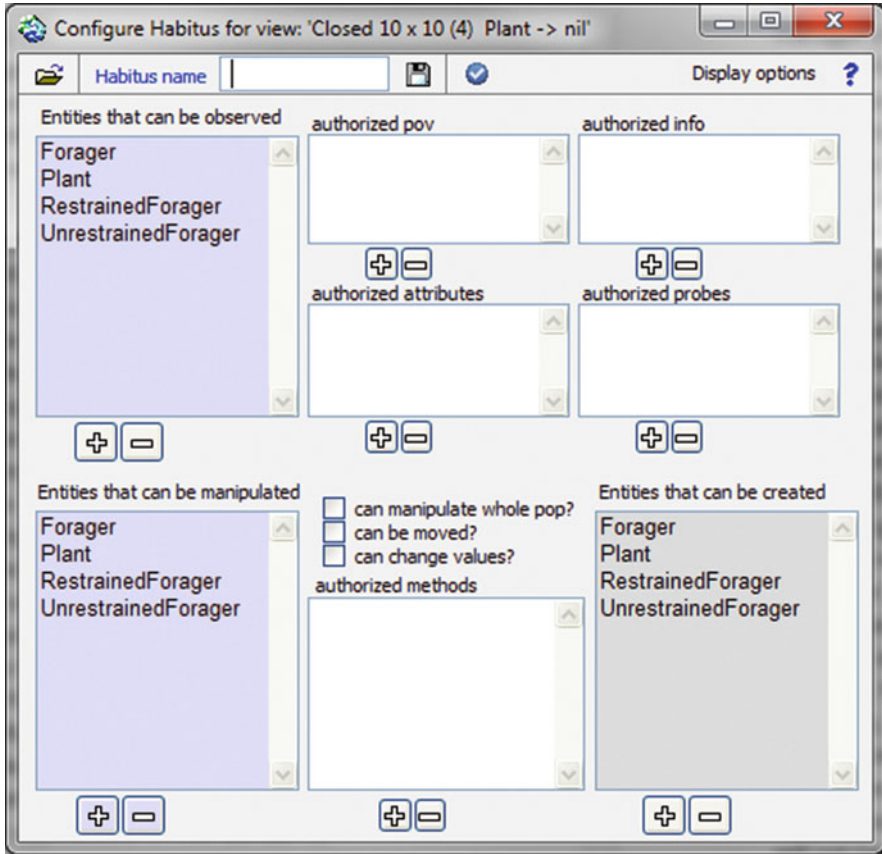 Configure Habitus for view: 'Closed 10 x 10 (4) Plant -> nil'
Habitus name
Display options ?
Entities that can be observed
Forager
Plant
RestrainedForager
UnrestrainedForager
authorized pov
authorized info
authorized attributes
authorized probes
Entities that can be manipulated
Forager
Plant
RestrainedForager
UnrestrainedForager
can manipulate whole pop?
can be moved?
can change values?
authorized methods
Entities that can be created
Forager
Plant
RestrainedForager
UnrestrainedForager